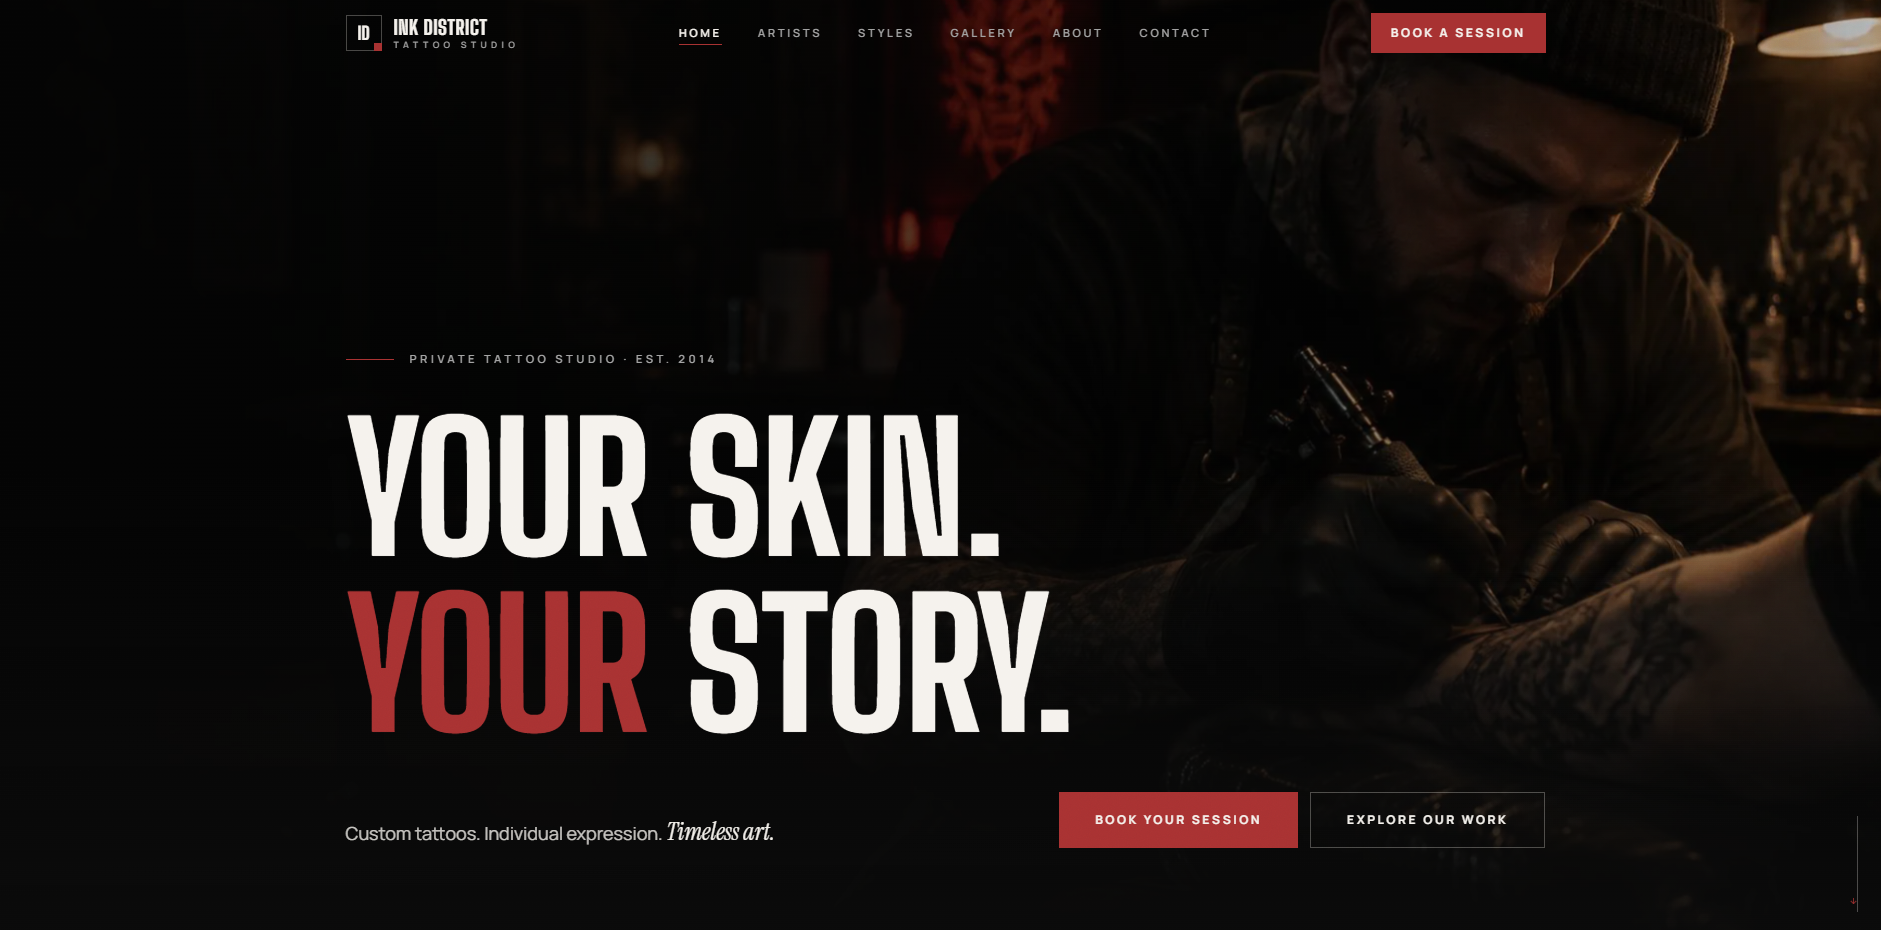 ID
INK DISTRICT
TATTOO STUDIO
HOME ARTISTS STYLES GALLERY ABOUT CONTACT
BOOK A SESSION
PRIVATE TATTOO STUDIO · EST. 2014
YOUR SKIN.
YOUR STORY.
Custom tattoos. Individual expression. Timeless art.
BOOK YOUR SESSION
EXPLORE OUR WORK